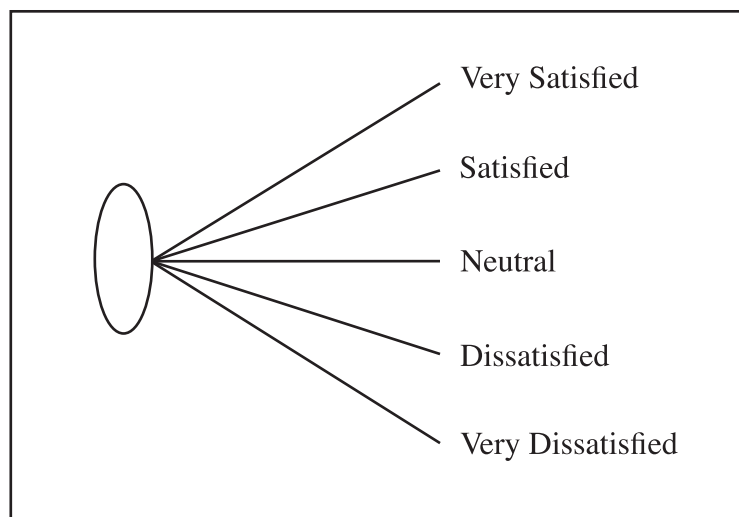 Very Satisfied
Satisfied
Neutral
Dissatisfied
Very Dissatisfied